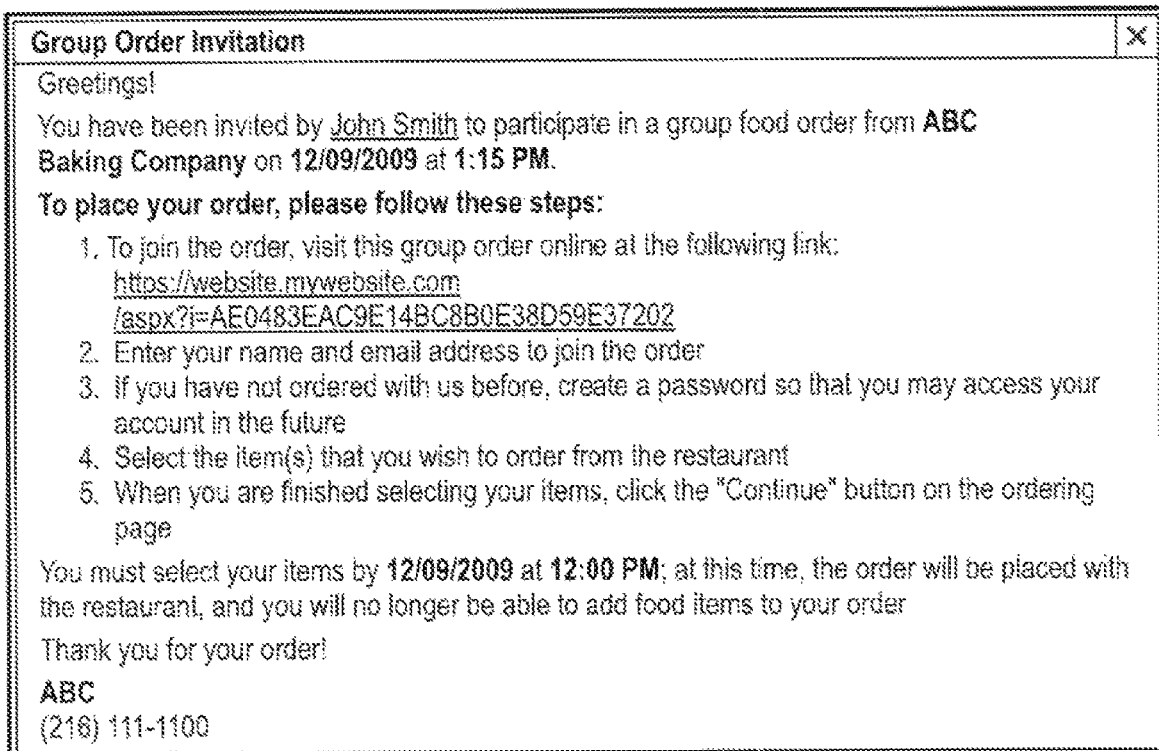 Group Order Invitation
Greetings!
You have been invited by John Smith to participate in a group food order from ABC
Baking Company on 12/09/2009 at 1:15 PM.
To place your order, please follow these steps:
1. To join the order, visit this group order online at the following link:
https://website.mywebsite.com
/aspx?i=AE0483EAC9E14BC8B0E38D59E37202
2. Enter your name and email address to join the order
3. If you have not ordered with us before, create a password so that you may access your
account in the future
4. Select the item(s) that you wish to order from the restaurant
5. When you are finished selecting your items, click the "Continue" button on the ordering
page
You must select your items by 12/09/2009 at 12:00 PM; at this time, the order will be placed with
the restaurant, and you will no longer be able to add food items to your order
Thank you for your order!
ABC
(216) 111-1100